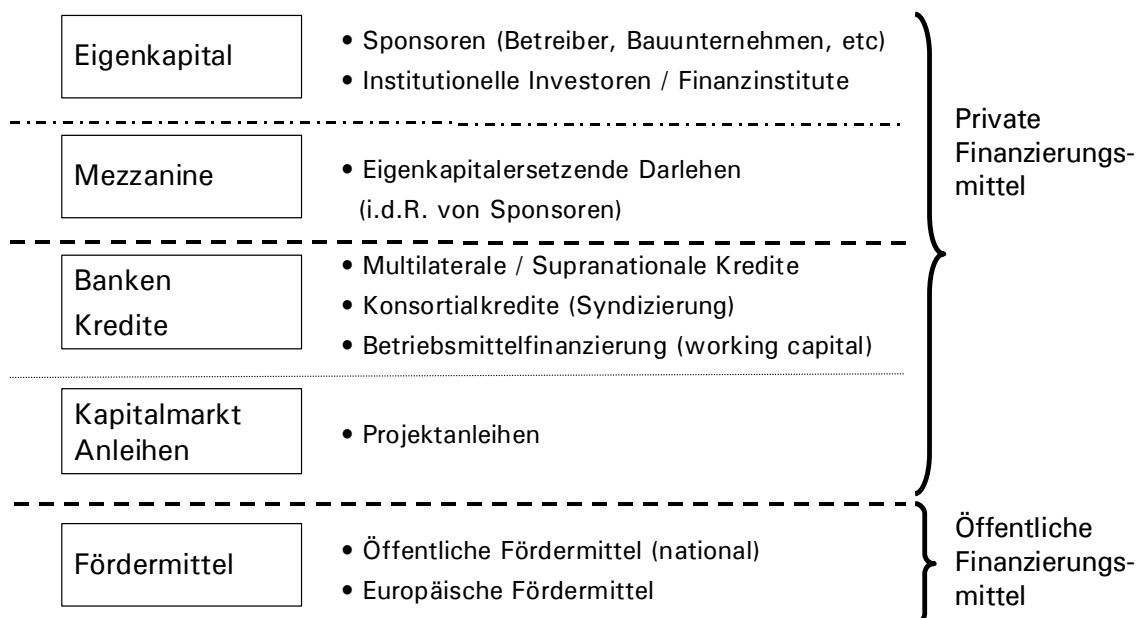 Eigenkapital
• Sponsoren (Betreiber, Bauunternehmen, etc)
• Institutionelle Investoren / Finanzinstitute
Mezzanine
• Eigenkapitalersetzende Darlehen
(i.d.R. von Sponsoren)
Banken
Kredite
• Multilaterale / Supranationale Kredite
• Konsortialkredite (Syndizierung)
• Betriebsmittelfinanzierung (working capital)
Kapitalmarkt
Anleihen
• Projektanleihen
Private
Finanzierungs-
mittel
Fördermittel
• Öffentliche Fördermittel (national)
• Europäische Fördermittel
Öffentliche
Finanzierungs-
mittel